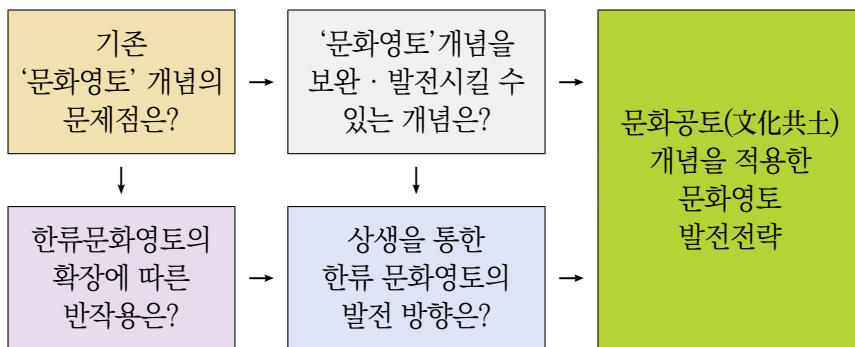 기존
‘문화영토’ 개념의
문제점은?
‘문화영토’개념을
보완 · 발전시킬 수
있는 개념은?
문화공토(文化共土)
개념을 적용한
문화영토
발전전략
한류문화영토의
확장에 따른
반작용은?
상생을 통한
한류 문화영토의
발전 방향은?